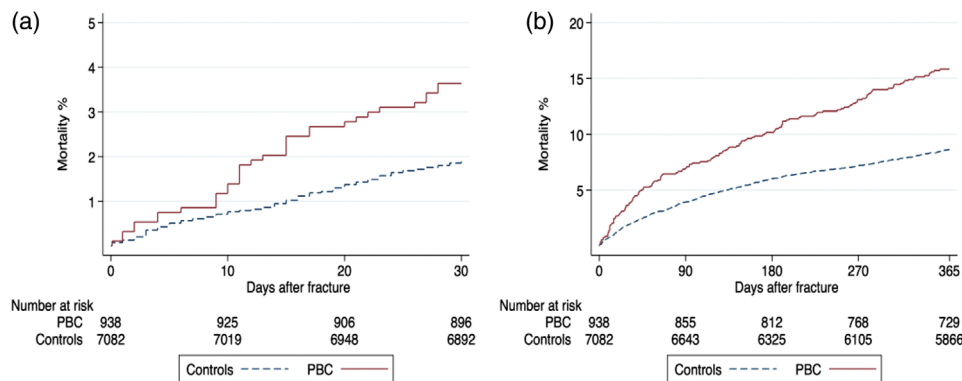 (a)
5
4
3
2
1
Mortality %
0 10 20 30
Days after fracture
Number at risk
PBC 938 925 906 896
Controls 7082 7019 6948 6892
(b)
20
15
10
5
Mortality %
0 90 180 270 365
Days after fracture
Number at risk
PBC 938 855 812 768 729
Controls 7082 6643 6325 6105 5866
Controls PBC
Controls PBC